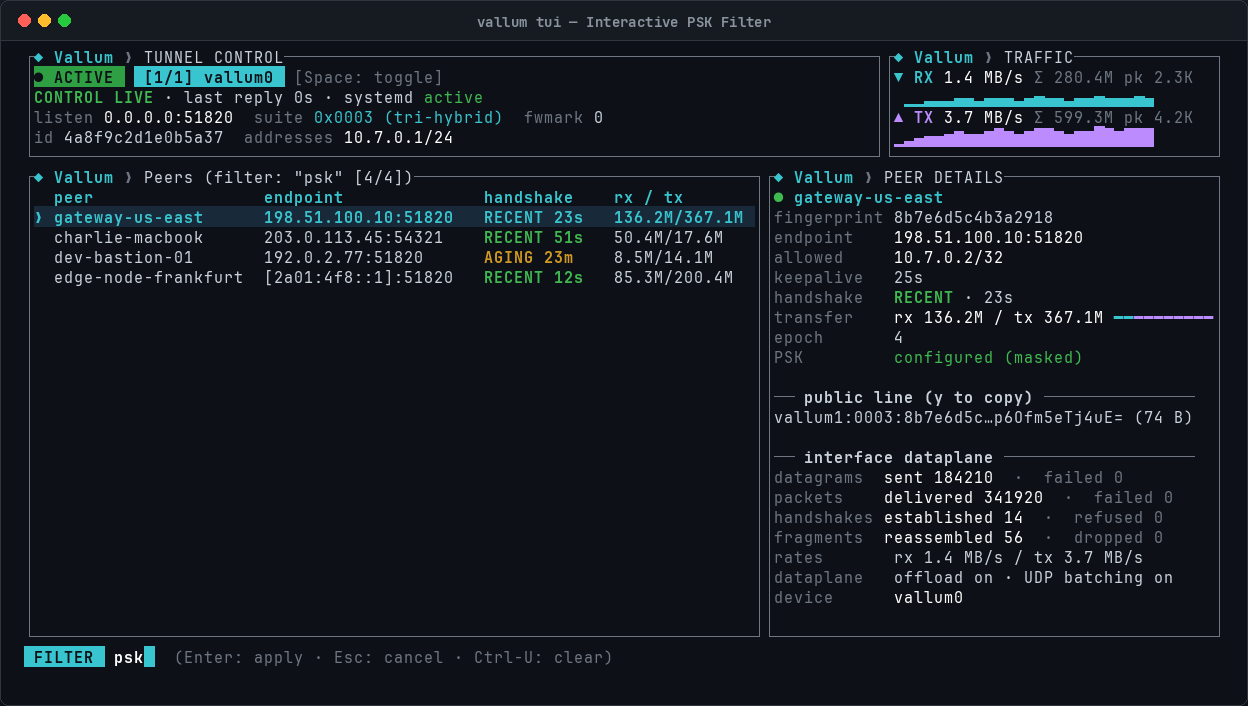 vallum tui — Interactive PSK Filter
◆ Vallum ❯ TUNNEL CONTROL
● ACTIVE [1/1] vallum0 [Space: toggle]
CONTROL LIVE · last reply 0s · systemd active
listen 0.0.0.0:51820 suite 0x0003 (tri-hybrid) fwmark 0
id 4a8f9c2d1e0b5a37 addresses 10.7.0.1/24
◆ Vallum ❯ TRAFFIC
▼ RX 1.4 MB/s Σ 280.4M pk 2.3K
▲ TX 3.7 MB/s Σ 599.3M pk 4.2K
◆ Vallum ❯ Peers (filter: "psk" [4/4])
peer endpoint handshake rx / tx
❯ gateway-us-east 198.51.100.10:51820 RECENT 23s 136.2M/367.1M
charlie-macbook 203.0.113.45:54321 RECENT 51s 50.4M/17.6M
dev-bastion-01 192.0.2.77:51820 AGING 23m 8.5M/14.1M
edge-node-frankfurt [2a01:4f8::1]:51820 RECENT 12s 85.3M/200.4M
◆ Vallum ❯ PEER DETAILS
● gateway-us-east
fingerprint 8b7e6d5c4b3a2918
endpoint 198.51.100.10:51820
allowed 10.7.0.2/32
keepalive 25s
handshake RECENT · 23s
transfer rx 136.2M / tx 367.1M
epoch 4
PSK configured (masked)
public line (y to copy)
vallum1:0003:8b7e6d5c…p6Ofm5eTj4uE= (74 B)
interface dataplane
datagrams sent 184210 · failed 0
packets delivered 341920 · failed 0
handshakes established 14 · refused 0
fragments reassembled 56 · dropped 0
rates rx 1.4 MB/s / tx 3.7 MB/s
dataplane offload on · UDP batching on
device vallum0
FILTER psk (Enter: apply · Esc: cancel · Ctrl-U: clear)